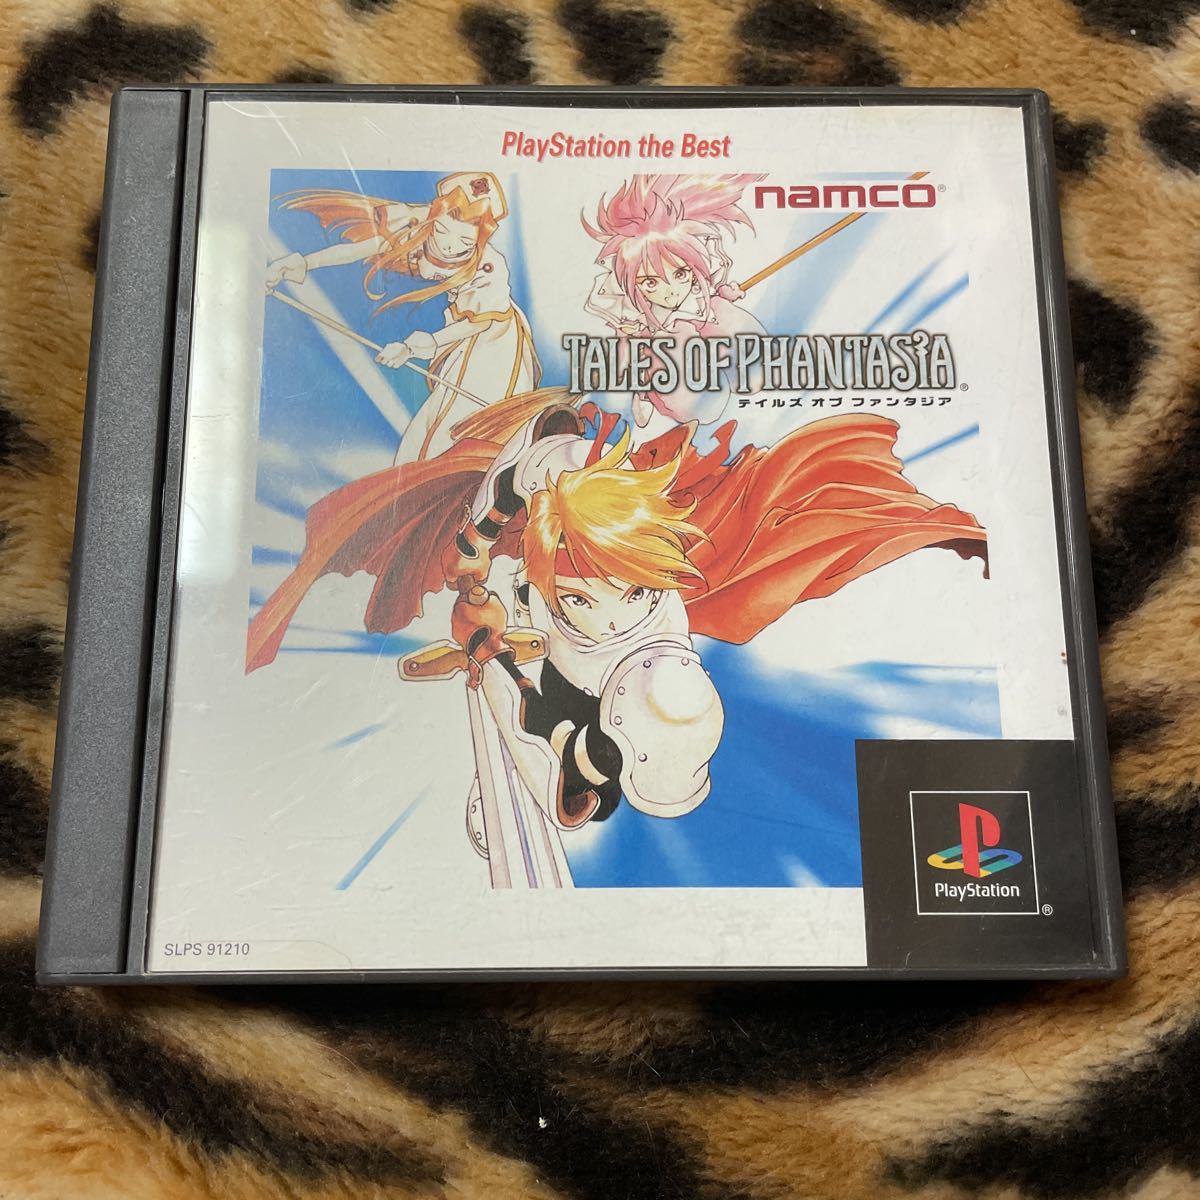 PlayStation the Best
namco®
TALES OF PHANTASIA®
テイルズ オブ ファンタジア
PlayStation
®
SLPS 91210